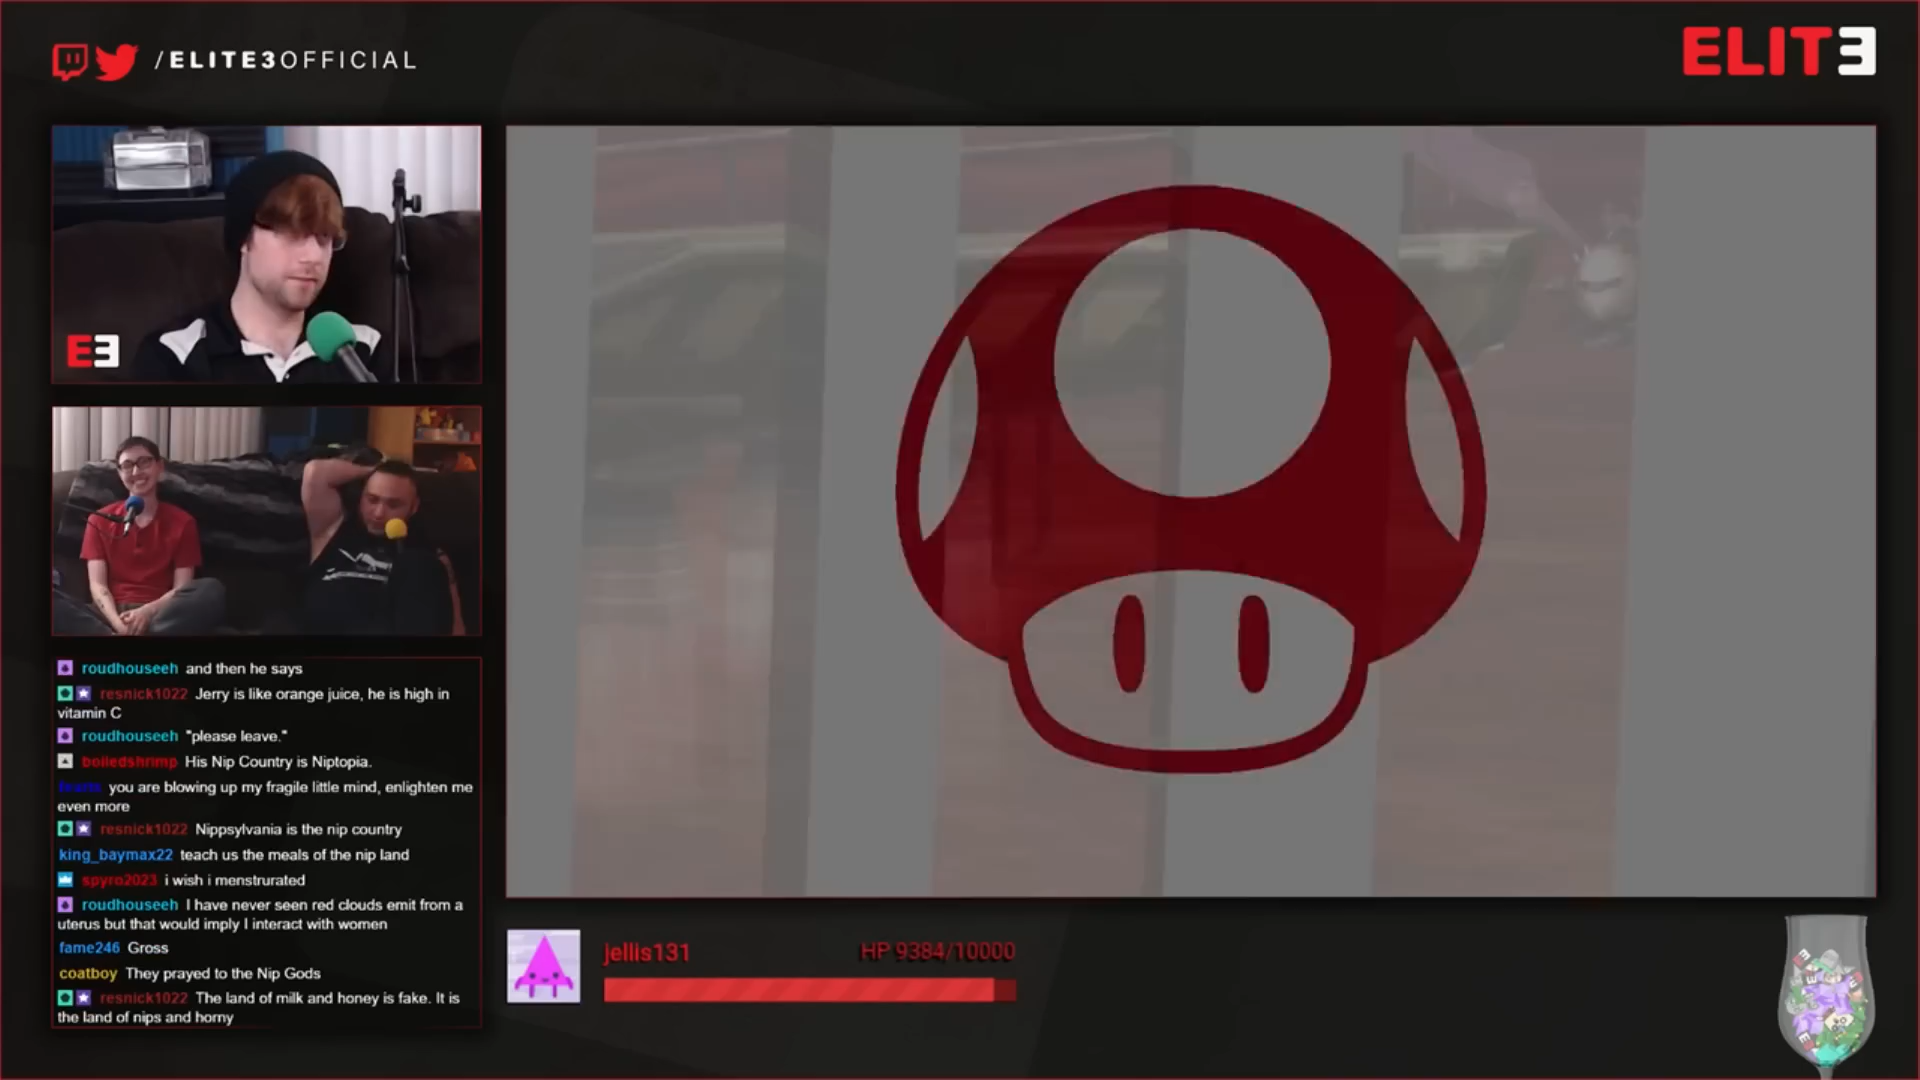 /ELITE3OFFICIAL
ELIT3
E3
roudhouseeh and then he says
resnick1022 Jerry is like orange juice, he is high in
vitamin C
roudhouseeh "please leave."
boiledshrimp His Nip Country is Niptopia.
you are blowing up my fragile little mind, enlighten me
even more
resnick1022 Nippsylvania is the nip country
king_baymax22 teach us the meals of the nip land
spyro2023 i wish i menstrurated
roudhouseeh I have never seen red clouds emit from a
uterus but that would imply I interact with women
fame246 Gross
coatboy They prayed to the Nip Gods
resnick1022 The land of milk and honey is fake. It is
the land of nips and horny
jellis131
HP 9384/10000